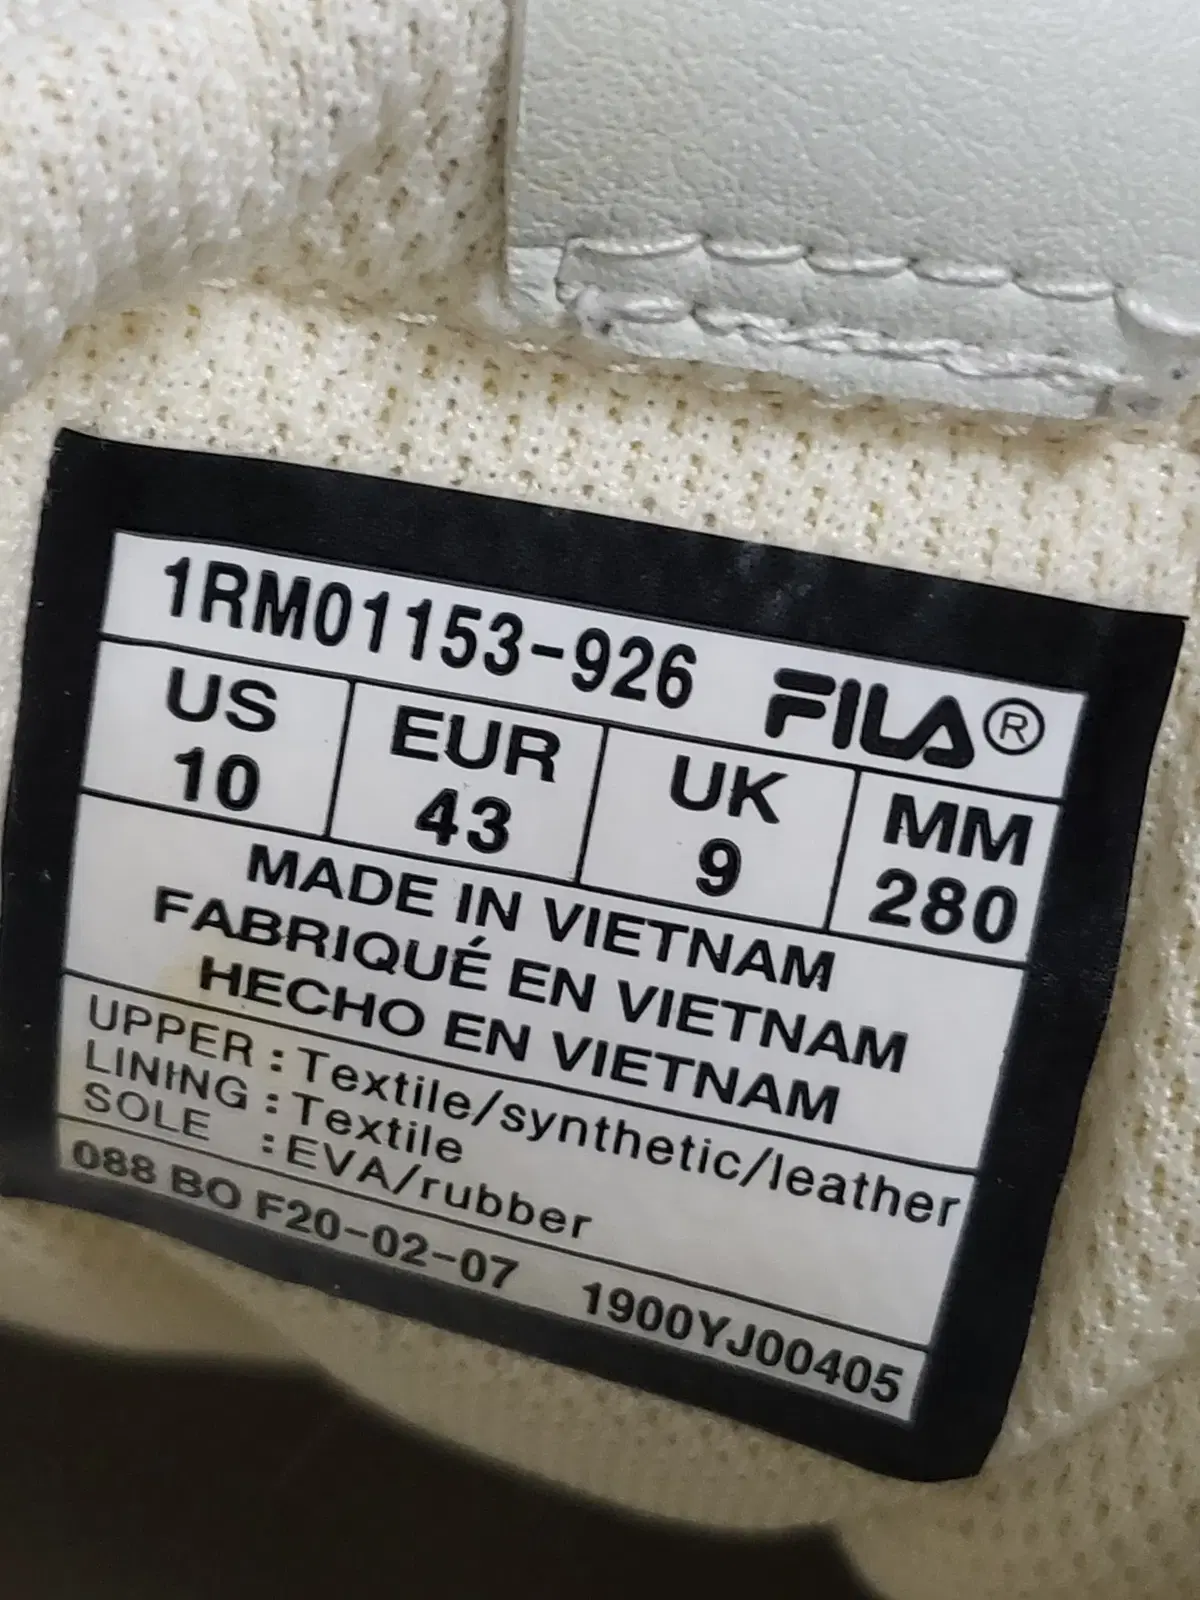 1RM01153-926 FILA®
US EUR UK MM
10 43 9 280
MADE IN VIETNAM
FABRIQUÉ EN VIETNAM
HECHO EN VIETNAM
UPPER : Textile/synthetic/leather
LINING : Textile
SOLE : EVA/rubber
088 BO F20-02-07 1900YJ00405